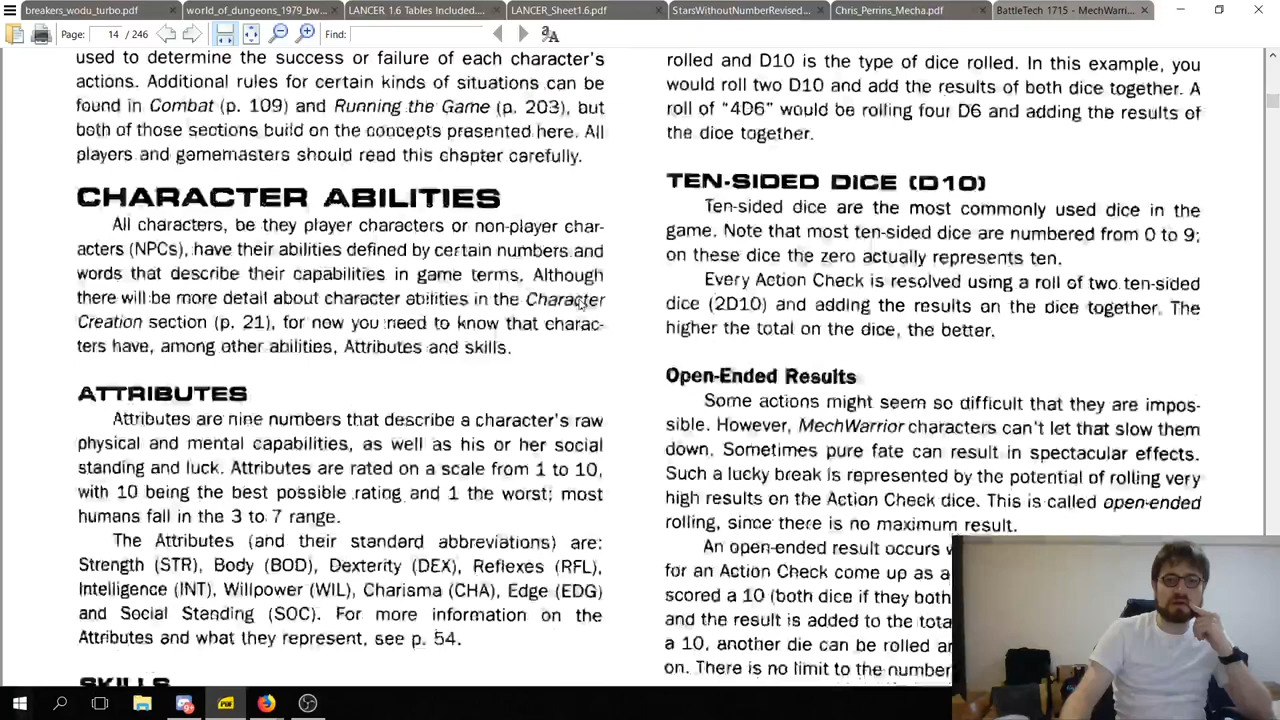 breakers_wodu_turbo.pdf
world_of_dungeons_1979_bw...
LANCER 1.6 Tables Included....
LANCER_Sheet1.6.pdf
StarsWithoutNumberRevised...
Chris_Perrins_Mecha.pdf
BattleTech 1715 - MechWarri...
Page: 14 / 246
Find:
used to determine the success or failure of each character's
actions. Additional rules for certain kinds of situations can be
found in Combat (p. 109) and Running the Game (p. 203), but
both of those sections build on the concepts presented here. All
players and gamemasters should read this chapter carefully.
CHARACTER ABILITIES
All characters, be they player characters or non-player char-
acters (NPCs), have their abilities defined by certain numbers and
words that describe their capabilities in game terms. Although
there will be more detail about character abilities in the Character
Creation section (p. 21), for now you need to know that charac-
ters have, among other abilities, Attributes and skills.
ATTRIBUTES
Attributes are nine numbers that describe a character's raw
physical and mental capabilities, as well as his or her social
standing and luck. Attributes are rated on a scale from 1 to 10,
with 10 being the best possible rating and 1 the worst; most
humans fall in the 3 to 7 range.
The Attributes (and their standard abbreviations) are:
Strength (STR), Body (BOD), Dexterity (DEX), Reflexes (RFL),
Intelligence (INT), Willpower (WIL), Charisma (CHA), Edge (EDG)
and Social Standing (SOC). For more information on the
Attributes and what they represent, see p. 54.
SKILLS
rolled and D10 is the type of dice rolled. In this example, you
would roll two D10 and add the results of both dice together. A
roll of "4D6" would be rolling four D6 and adding the results of
the dice together.
TEN-SIDED DICE (D10)
Ten-sided dice are the most commonly used dice in the
game. Note that most ten-sided dice are numbered from 0 to 9;
on these dice the zero actually represents ten.
Every Action Check is resolved using a roll of two ten-sided
dice (2D10) and adding the results on the dice together. The
higher the total on the dice, the better.
Open-Ended Results
Some actions might seem so difficult that they are impos-
sible. However, MechWarrior characters can't let that slow them
down. Sometimes pure fate can result in spectacular effects.
Such a lucky break is represented by the potential of rolling very
high results on the Action Check dice. This is called open-ended
rolling, since there is no maximum result.
An open-ended result occurs
for an Action Check come up as a
scored a 10 (both dice if they both
and the result is added to the tota
a 10, another die can be rolled
on. There is no limit to the number